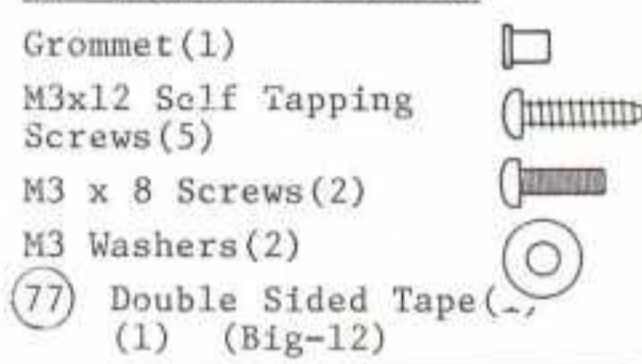 Grommet(1)
M3x12 Self Tapping
Screws(5)
M3 x 8 Screws(2)
M3 Washers(2)
77 Double Sided Tape(
(1) (Big-12)